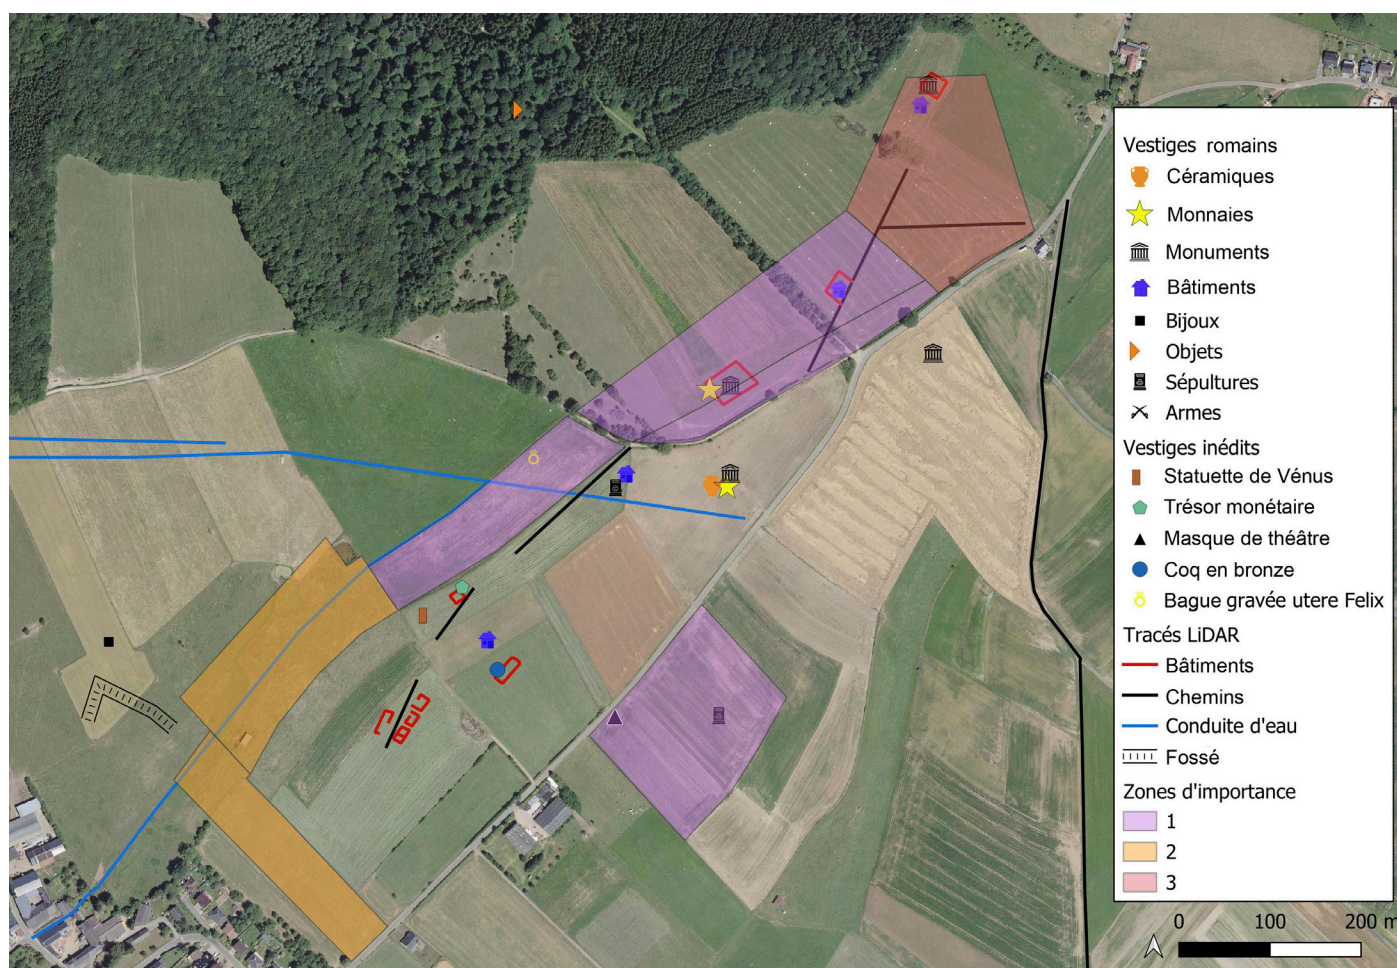 Vestiges romains
Céramiques
Monnaies
Monuments
Bâtiments
Bijoux
Objets
Sépultures
Armes
Vestiges inédits
Statuette de Vénus
Trésor monétaire
Masque de théâtre
Coq en bronze
Bague gravée utere Felix
Tracés LiDAR
Bâtiments
Chemins
Conduite d'eau
Fossé
Zones d'importance
1
2
3
0 100 200 m